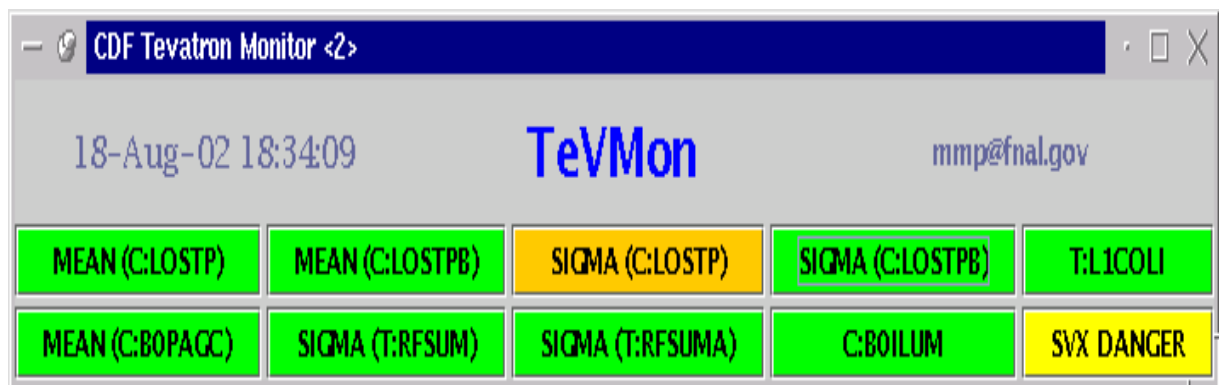 CDF Tevatron Monitor <2>
18-Aug-02 18:34:09 TeVMon mmp@fnal.gov
MEAN (C:LOSTP) MEAN (C:LOSTPB) SIGMA (C:LOSTP) SIGMA (C:LOSTPB) T:L1COLI
MEAN (C:B0PAGC) SIGMA (T:RFSUM) SIGMA (T:RFSUMA) C:B0ILUM SVX DANGER